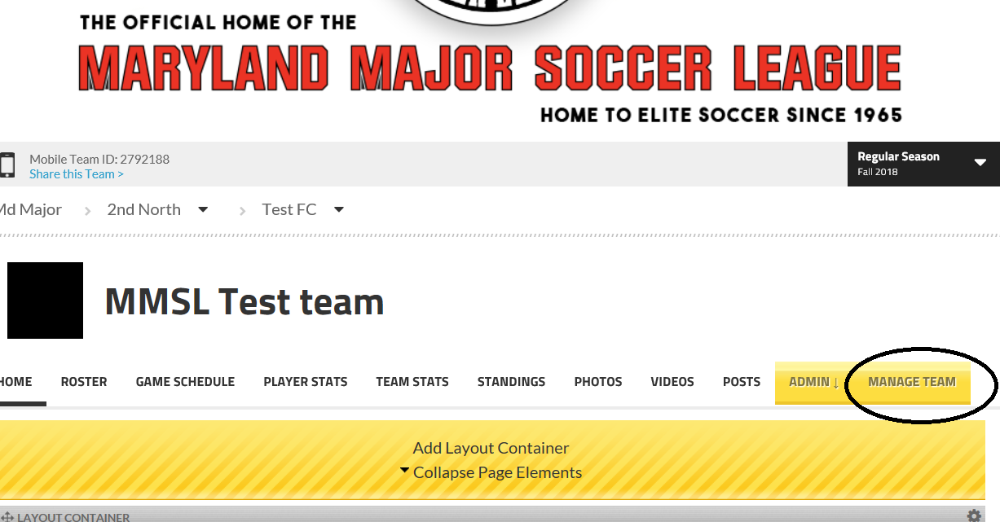 THE OFFICIAL HOME OF THE
MARYLAND MAJOR SOCCER LEAGUE
HOME TO ELITE SOCCER SINCE 1965
Mobile Team ID: 2792188
Share this Team >
Regular Season
Fall 2018
Md Major > 2nd North > Test FC
MMSL Test team
HOME ROSTER GAME SCHEDULE PLAYER STATS TEAM STATS STANDINGS PHOTOS VIDEOS POSTS ADMIN ↓ MANAGE TEAM
Add Layout Container
Collapse Page Elements
LAYOUT CONTAINER